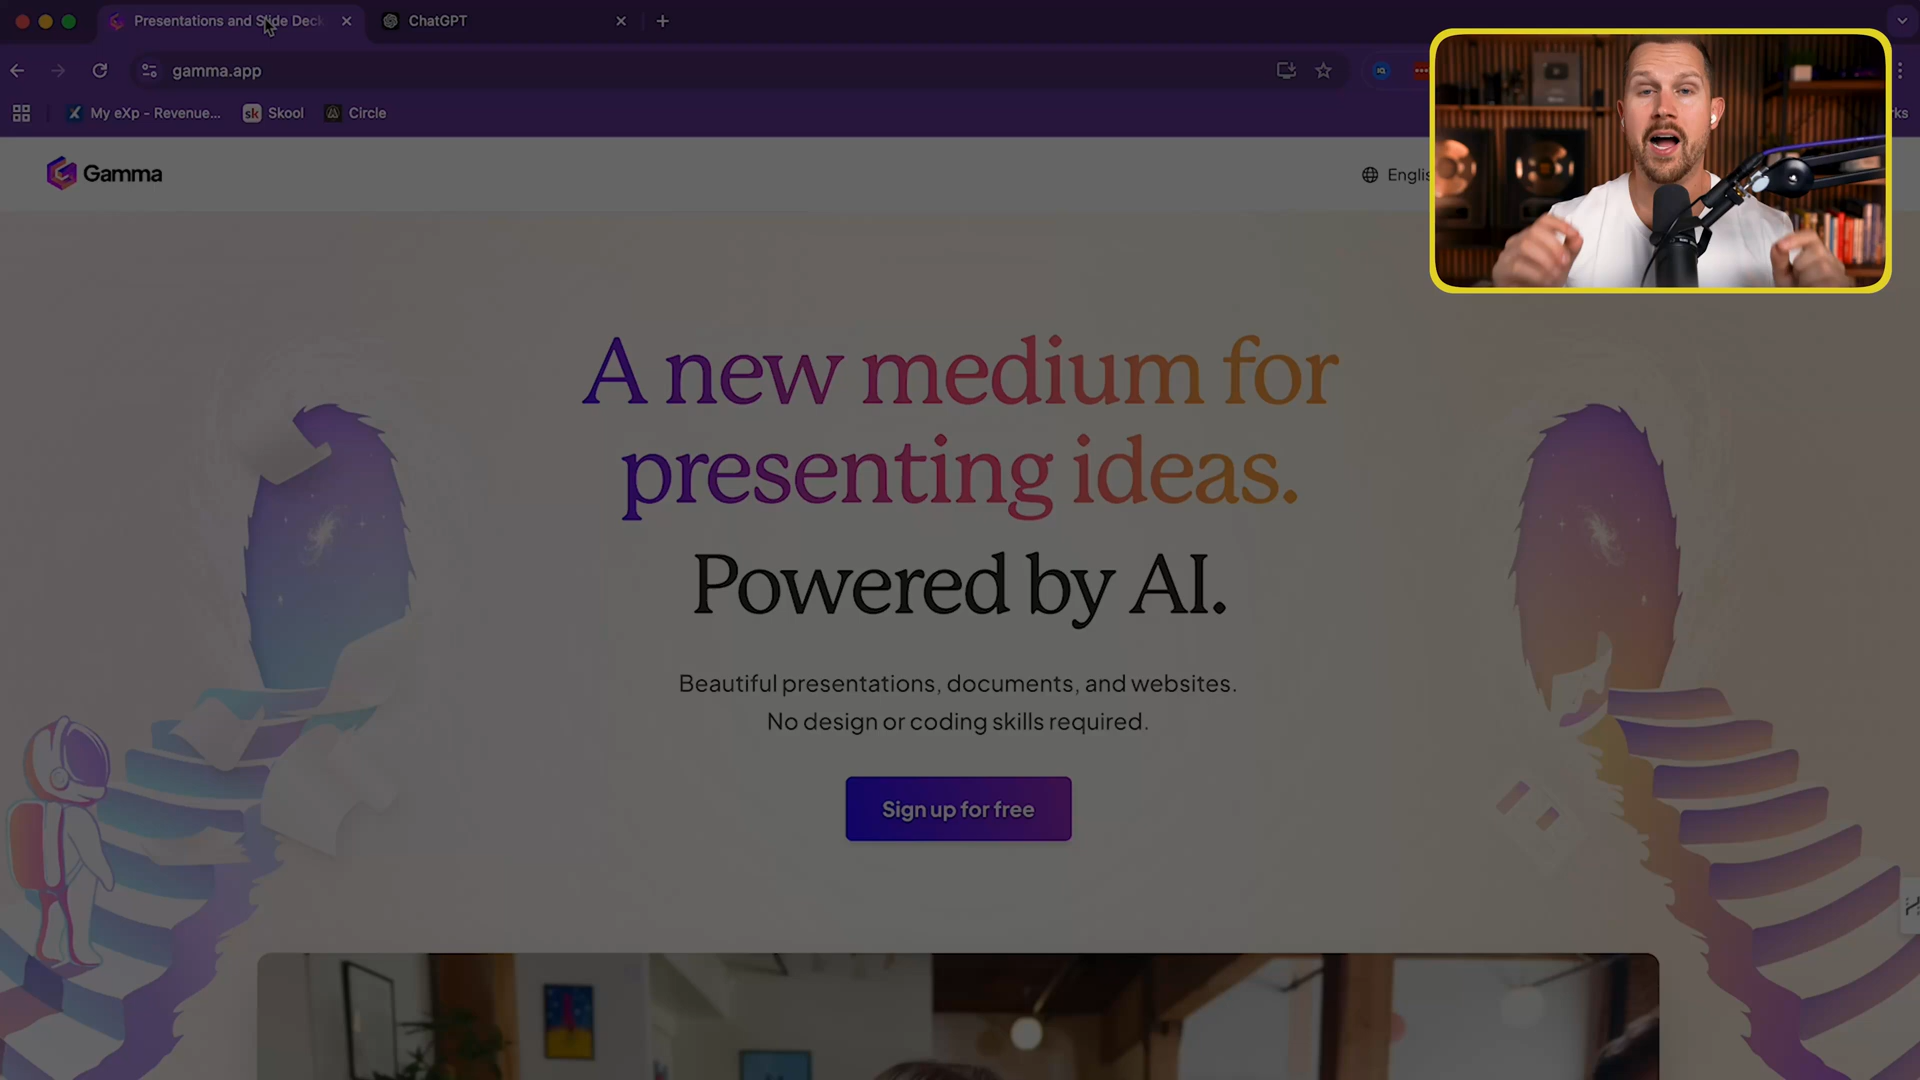 Presentations and Slide Deck
ChatGPT
gamma.app
My eXp - Revenue...
sk
Skool
Circle
Gamma
A new medium for
presenting ideas.
Powered by AI.
Beautiful presentations, documents, and websites.
No design or coding skills required.
Sign up for free